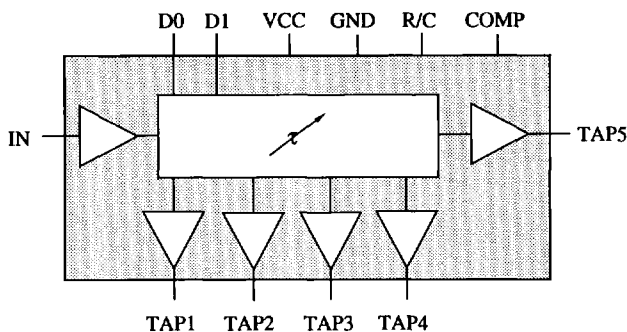 D0 D1 VCC GND R/C COMP
IN
τ
TAP5
TAP1 TAP2 TAP3 TAP4